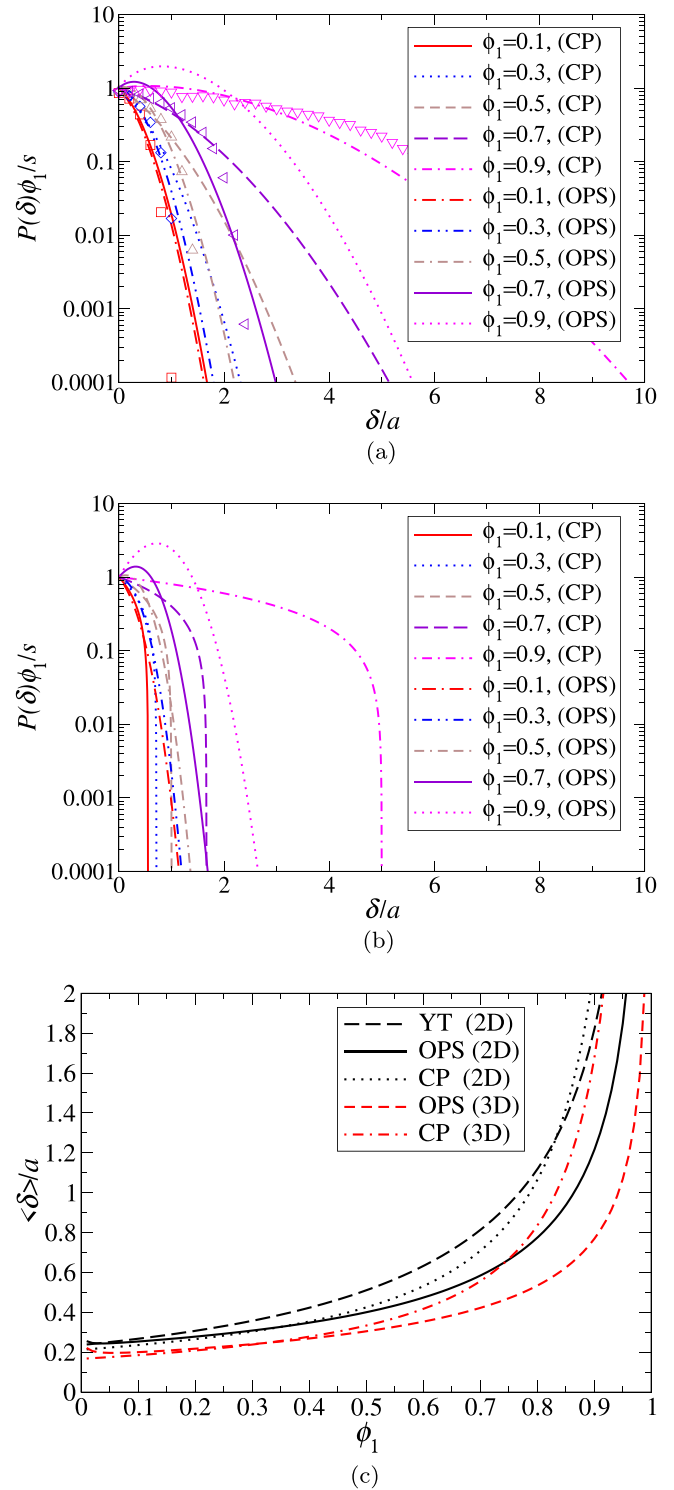 10
1
0.1
0.01
0.001
0.0001
P(δ)ϕ₁/s
0 2 4 6 8 10
δ/a
ϕ₁=0.1, (CP)
ϕ₁=0.3, (CP)
ϕ₁=0.5, (CP)
ϕ₁=0.7, (CP)
ϕ₁=0.9, (CP)
ϕ₁=0.1, (OPS)
ϕ₁=0.3, (OPS)
ϕ₁=0.5, (OPS)
ϕ₁=0.7, (OPS)
ϕ₁=0.9, (OPS)
(a)
10
1
0.1
0.01
0.001
0.0001
P(δ)ϕ₁/s
0 2 4 6 8 10
δ/a
ϕ₁=0.1, (CP)
ϕ₁=0.3, (CP)
ϕ₁=0.5, (CP)
ϕ₁=0.7, (CP)
ϕ₁=0.9, (CP)
ϕ₁=0.1, (OPS)
ϕ₁=0.3, (OPS)
ϕ₁=0.5, (OPS)
ϕ₁=0.7, (OPS)
ϕ₁=0.9, (OPS)
(b)
2
1.8
1.6
1.4
1.2
1
0.8
0.6
0.4
0.2
0
<δ>/a
YT (2D)
OPS (2D)
CP (2D)
OPS (3D)
CP (3D)
0 0.1 0.2 0.3 0.4 0.5 0.6 0.7 0.8 0.9 1
ϕ₁
(c)